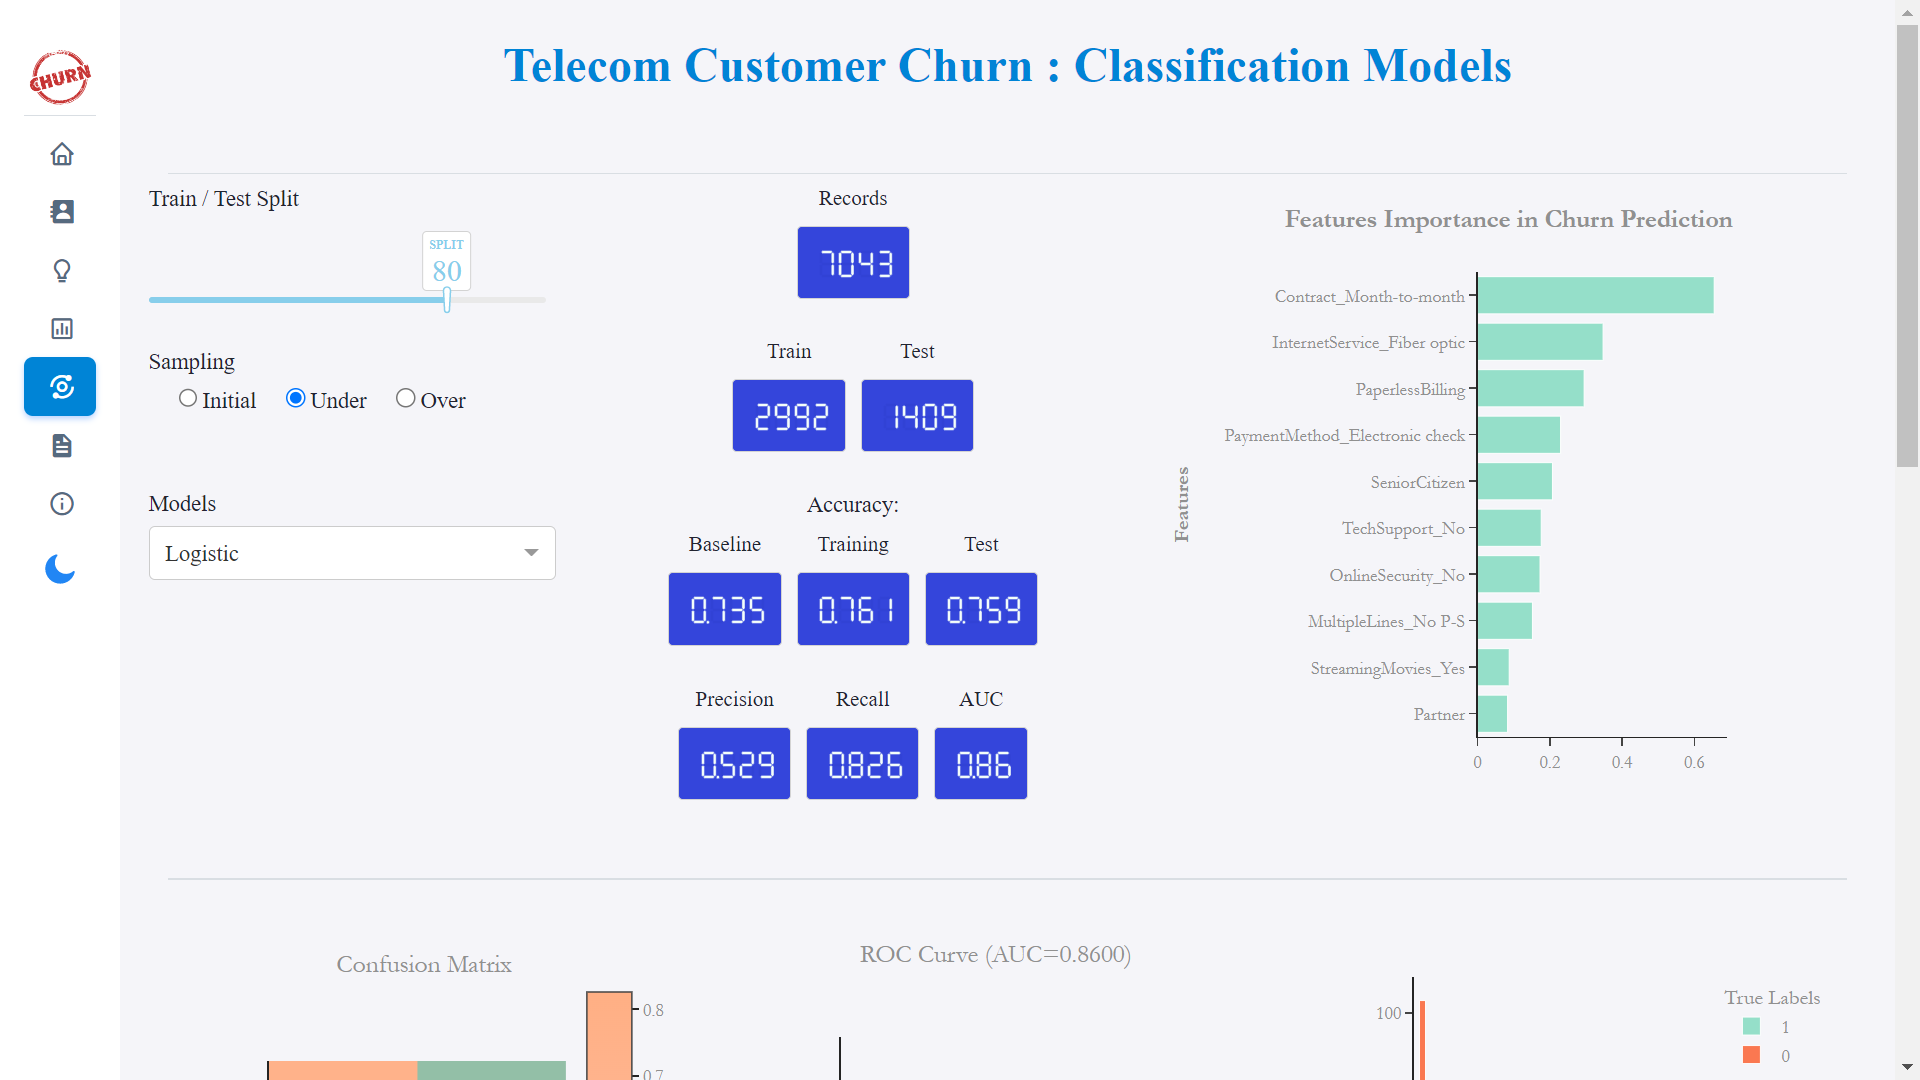 CHURN
Telecom Customer Churn : Classification Models
Train / Test Split
SPLIT
80
Sampling
Initial Under Over
Models
Logistic
Records
7043
Train Test
2992 1409
Accuracy:
Baseline Training Test
0.735 0.761 0.759
Precision Recall AUC
0.529 0.826 0.86
Features Importance in Churn Prediction
Features
Contract_Month-to-month
InternetService_Fiber optic
PaperlessBilling
PaymentMethod_Electronic check
SeniorCitizen
TechSupport_No
OnlineSecurity_No
MultipleLines_No P-S
StreamingMovies_Yes
Partner
0 0.2 0.4 0.6
Confusion Matrix
0.8
0.7
ROC Curve (AUC=0.8600)
100
True Labels
1
0